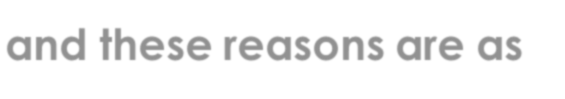 and these reasons are as